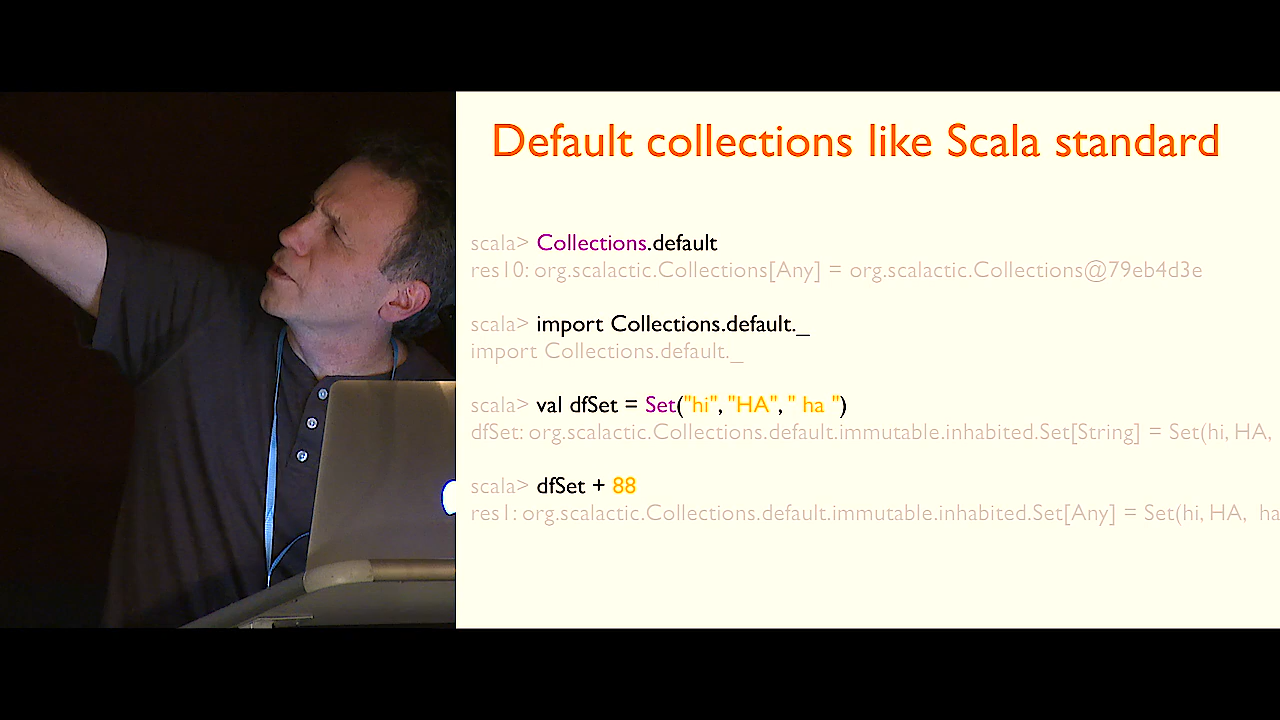 Default collections like Scala standard
scala> Collections.default
res10: org.scalactic.Collections[Any] = org.scalactic.Collections@79eb4d3e
scala> import Collections.default._
import Collections.default._
scala> val dfSet = Set("hi", "HA", " ha ")
dfSet: org.scalactic.Collections.default.immutable.inhabited.Set[String] = Set(hi, HA,
scala> dfSet + 88
res1: org.scalactic.Collections.default.immutable.inhabited.Set[Any] = Set(hi, HA,  ha